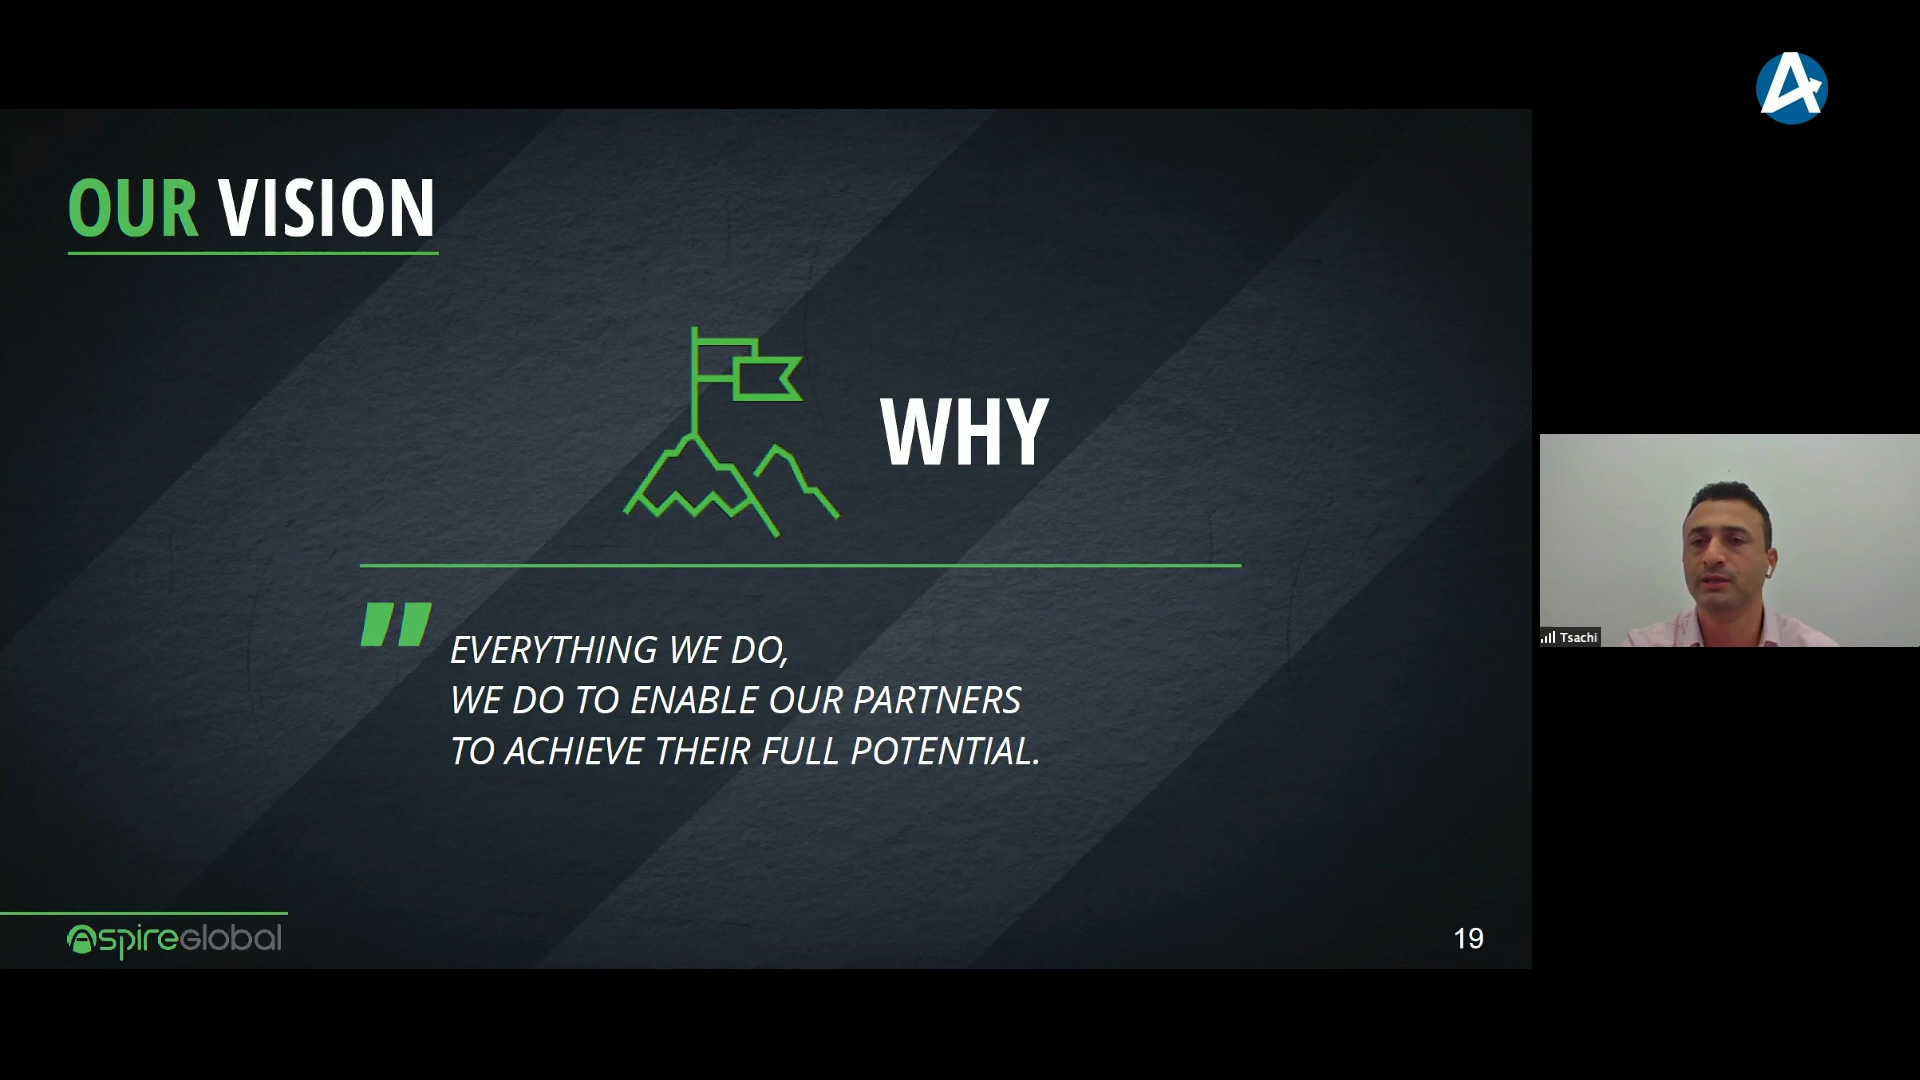 OUR VISION
WHY
EVERYTHING WE DO,
WE DO TO ENABLE OUR PARTNERS
TO ACHIEVE THEIR FULL POTENTIAL.
Tsachi
AspireGlobal
19